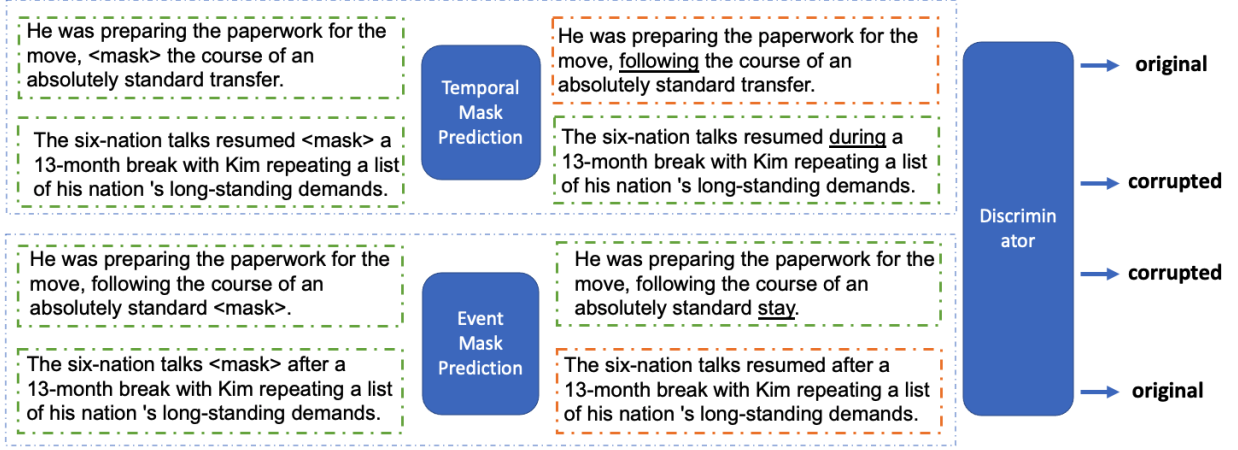 He was preparing the paperwork for the
move, <mask> the course of an
absolutely standard transfer.
The six-nation talks resumed <mask> a
13-month break with Kim repeating a list
of his nation 's long-standing demands.
Temporal
Mask
Prediction
He was preparing the paperwork for the
move, following the course of an
absolutely standard transfer.
The six-nation talks resumed during a
13-month break with Kim repeating a list
of his nation 's long-standing demands.
He was preparing the paperwork for the
move, following the course of an
absolutely standard <mask>.
The six-nation talks <mask> after a
13-month break with Kim repeating a list
of his nation 's long-standing demands.
Event
Mask
Prediction
He was preparing the paperwork for the
move, following the course of an
absolutely standard stay.
The six-nation talks resumed after a
13-month break with Kim repeating a list
of his nation 's long-standing demands.
Discrimin
ator
original
corrupted
corrupted
original